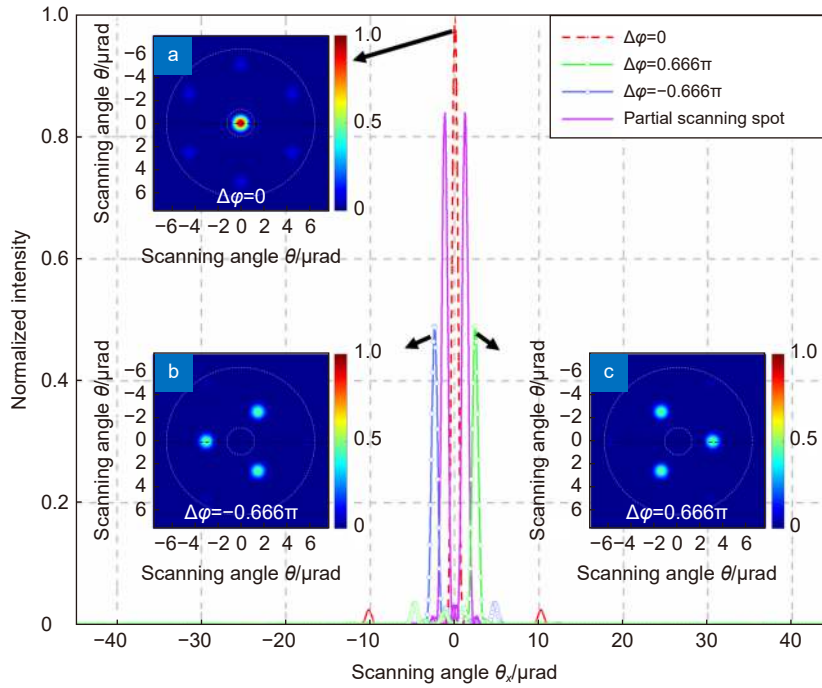 1.0
0.8
0.6
0.4
0.2
0
Normalized intensity
−40
−30
−20
−10
0
10
20
30
40
Scanning angle θx/μrad
Δφ=0
Δφ=0.666π
Δφ=−0.666π
Partial scanning spot
a
−6
−4
−2
0
2
4
6
Scanning angle θ/μrad
−6−4 −2 0 2 4 6
Scanning angle θ/μrad
Δφ=0
1.0
0.5
0
b
−6
−4
−2
0
2
4
6
Scanning angle θ/μrad
−6−4 −2 0 2 4 6
Scanning angle θ/μrad
Δφ=−0.666π
1.0
0.5
0
c
−6
−4
−2
0
2
4
6
Scanning angle θ/μrad
−6−4 −2 0 2 4 6
Scanning angle θ/μrad
Δφ=0.666π
1.0
0.5
0